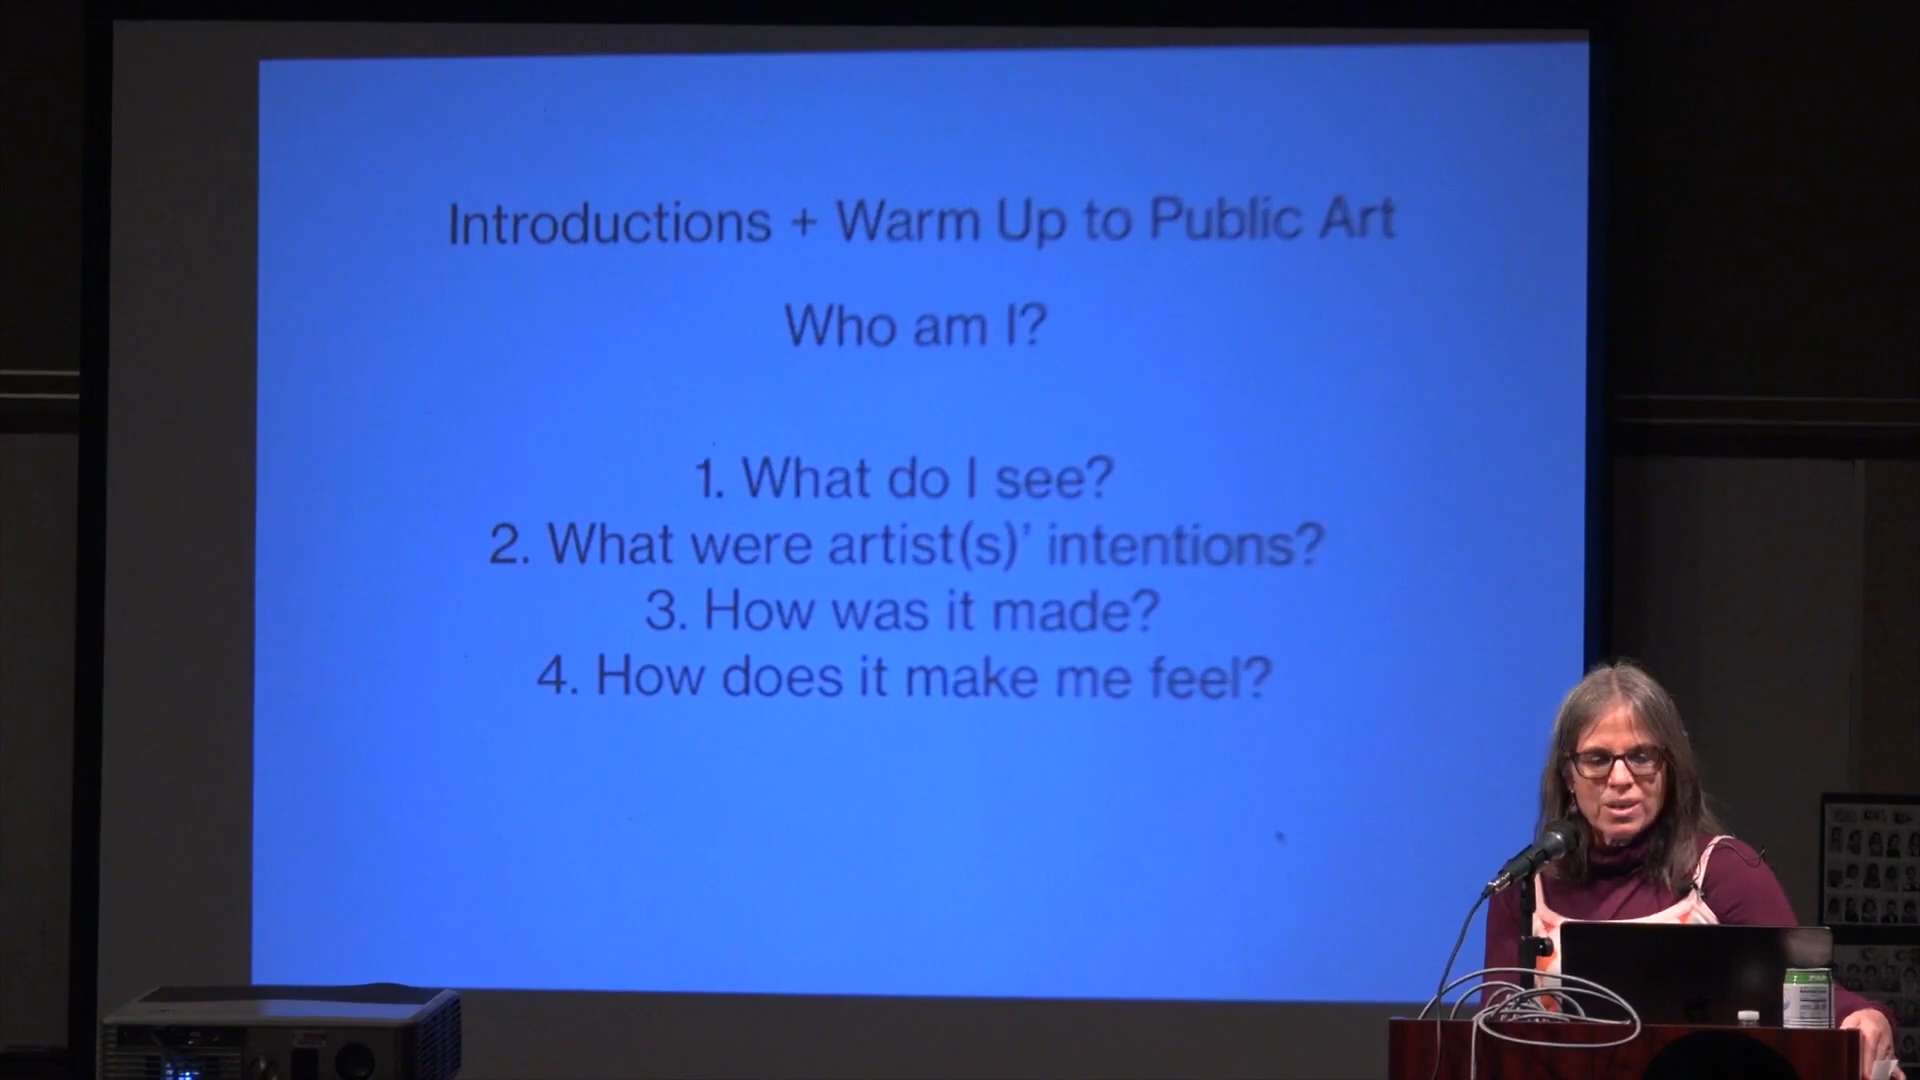 Introductions + Warm Up to Public Art
Who am I?
1. What do I see?
2. What were artist(s)' intentions?
3. How was it made?
4. How does it make me feel?